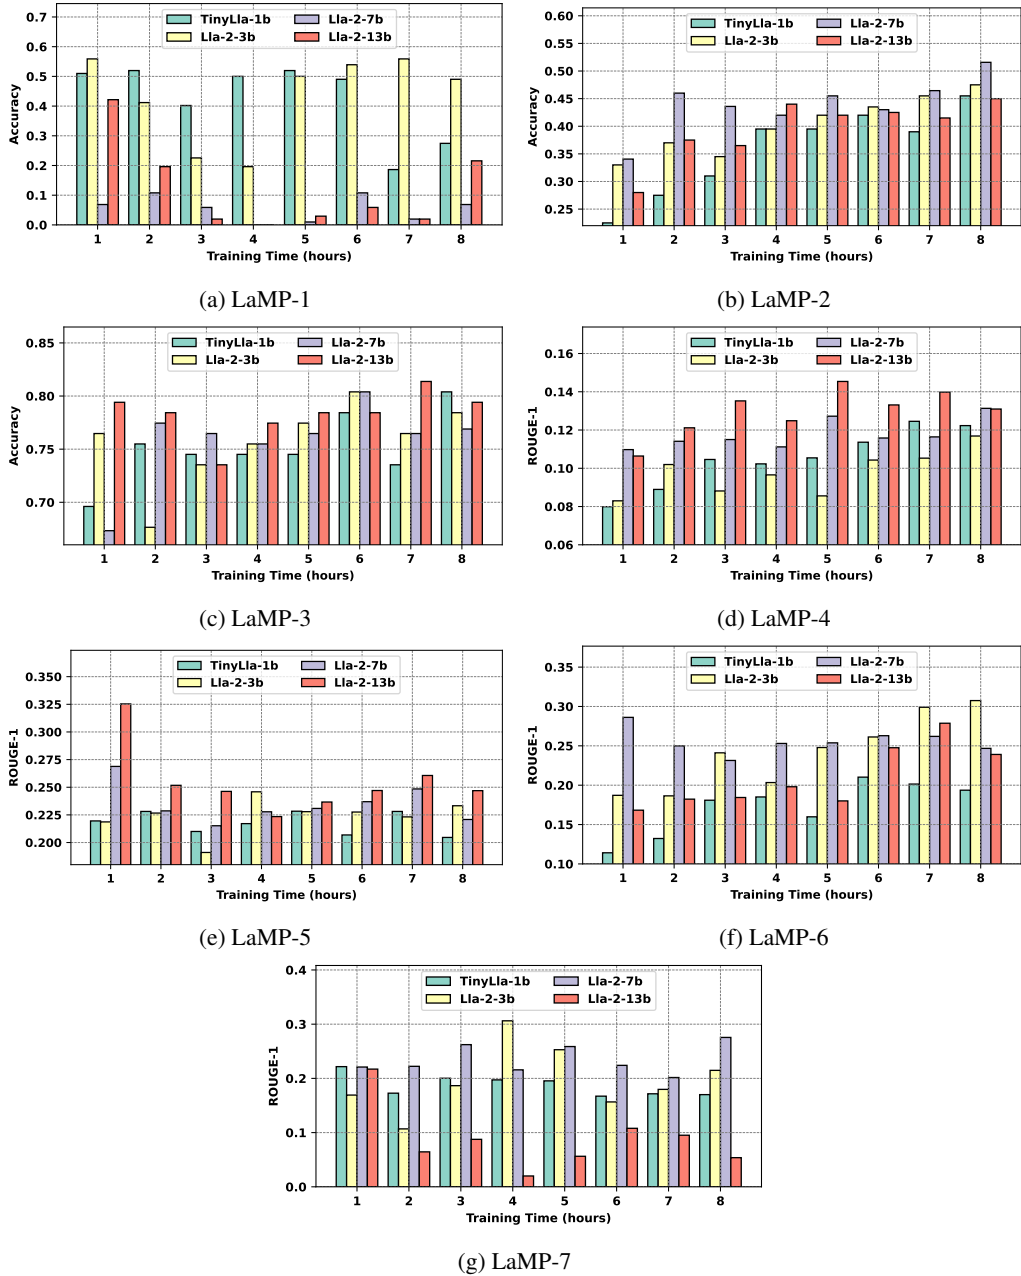 0.7
0.6
0.5
0.4
0.3
0.2
0.1
0.0
Accuracy
TinyLla-1b
Lla-2-3b
Lla-2-7b
Lla-2-13b
1 2 3 4 5 6 7 8
Training Time (hours)
(a) LaMP-1
0.60
0.55
0.50
0.45
0.40
0.35
0.30
0.25
Accuracy
TinyLla-1b
Lla-2-3b
Lla-2-7b
Lla-2-13b
1 2 3 4 5 6 7 8
Training Time (hours)
(b) LaMP-2
0.85
0.80
0.75
0.70
Accuracy
TinyLla-1b
Lla-2-3b
Lla-2-7b
Lla-2-13b
1 2 3 4 5 6 7 8
Training Time (hours)
(c) LaMP-3
0.16
0.14
0.12
0.10
0.08
0.06
ROUGE-1
TinyLla-1b
Lla-2-3b
Lla-2-7b
Lla-2-13b
1 2 3 4 5 6 7 8
Training Time (hours)
(d) LaMP-4
0.350
0.325
0.300
0.275
0.250
0.225
0.200
ROUGE-1
TinyLla-1b
Lla-2-3b
Lla-2-7b
Lla-2-13b
1 2 3 4 5 6 7 8
Training Time (hours)
(e) LaMP-5
0.35
0.30
0.25
0.20
0.15
0.10
ROUGE-1
TinyLla-1b
Lla-2-3b
Lla-2-7b
Lla-2-13b
1 2 3 4 5 6 7 8
Training Time (hours)
(f) LaMP-6
0.4
0.3
0.2
0.1
0.0
ROUGE-1
TinyLla-1b
Lla-2-3b
Lla-2-7b
Lla-2-13b
1 2 3 4 5 6 7 8
Training Time (hours)
(g) LaMP-7